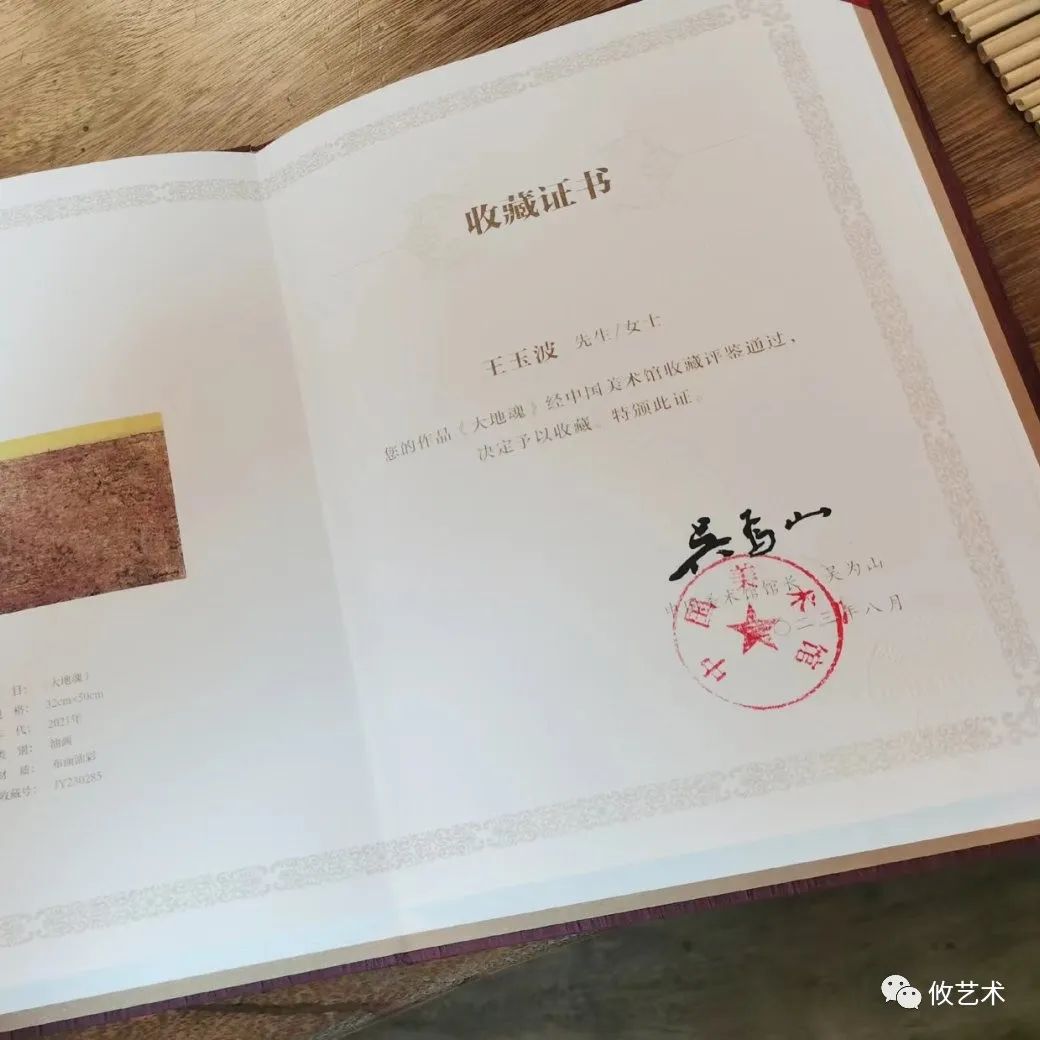 目：《大地魂》
规 格：32cm×50cm
年 代：2021年
类 别：油画
材 质：布面油彩
收藏号：JY230285
收藏证书
王玉波 先生/女士
您的作品《大地魂》经中国美术馆收藏评鉴通过，
决定予以收藏。特颁此证。
吴为山
中国美术馆馆长 吴为山
二〇二三年八月
中国美术馆
攸艺术